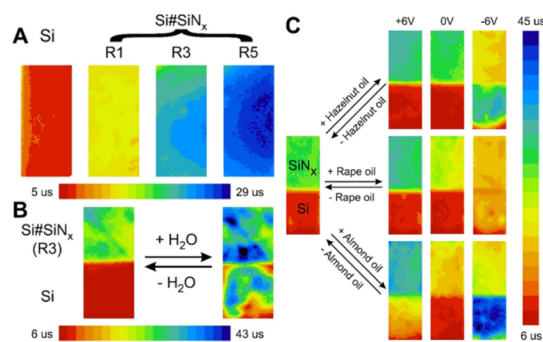 A
Si
Si#SiNx
R1 R3 R5
5 us 29 us
B
Si#SiNx
(R3)
Si
+ H2O
- H2O
6 us 43 us
C
+6V 0V -6V
45 us
+ Hazelnut oil
- Hazelnut oil
SiNx
Si
+ Rape oil
- Rape oil
+ Almond oil
- Almond oil
6 us